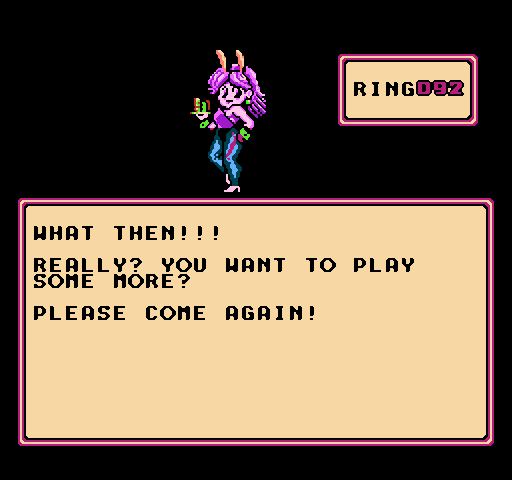 RING092
WHAT THEN!!!
REALLY? YOU WANT TO PLAY
SOME MORE?
PLEASE COME AGAIN!